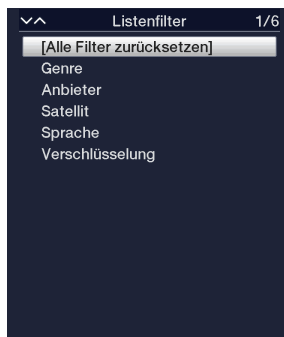 Listenfilter 1/6
[Alle Filter zurücksetzen]
Genre
Anbieter
Satellit
Sprache
Verschlüsselung